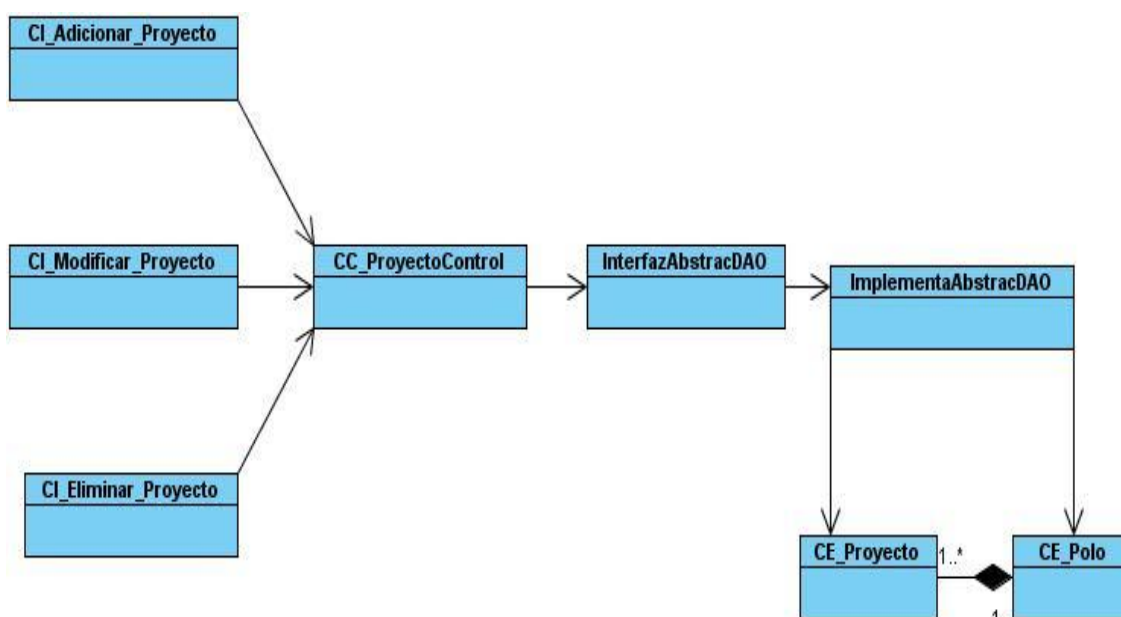 CI_Adicionar_Proyecto
CI_Modificar_Proyecto
CC_ProyectoControl
InterfazAbstracDAO
ImplementaAbstracDAO
CI_Eliminar_Proyecto
CE_Proyecto
1..*
CE_Polo
1